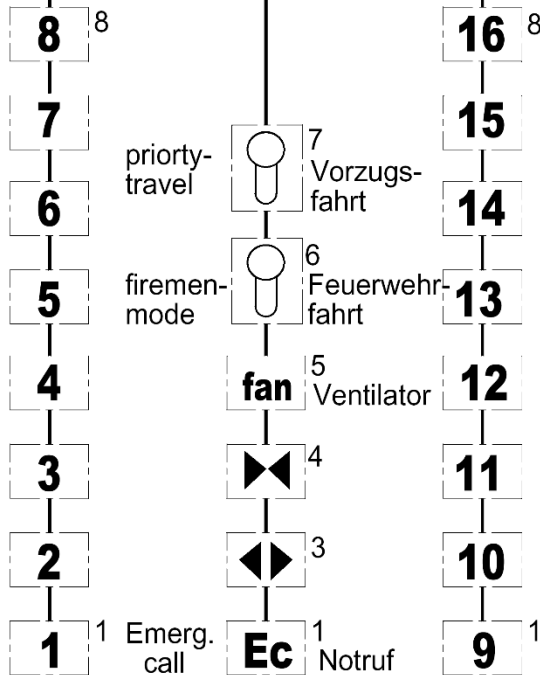 8 8
7
6
5
4
3
2
1 1
priorty-
travel
7
Vorzugs-
fahrt
firemen-
mode
6
Feuerwehr-
fahrt
fan 5
Ventilator
4
3
Emerg.
call
Ec 1
Notruf
16 8
15
14
13
12
11
10
9 1